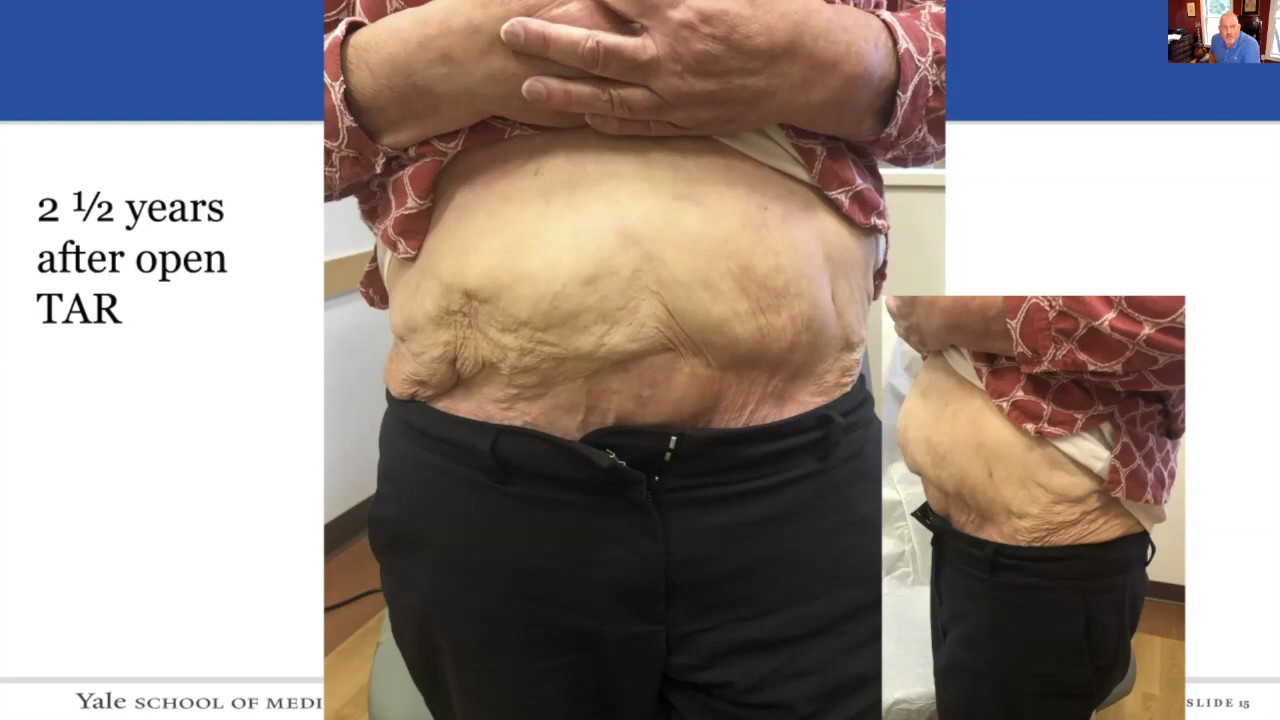 2 ½ years
after open
TAR
Yale SCHOOL OF MEDI
SLIDE 15